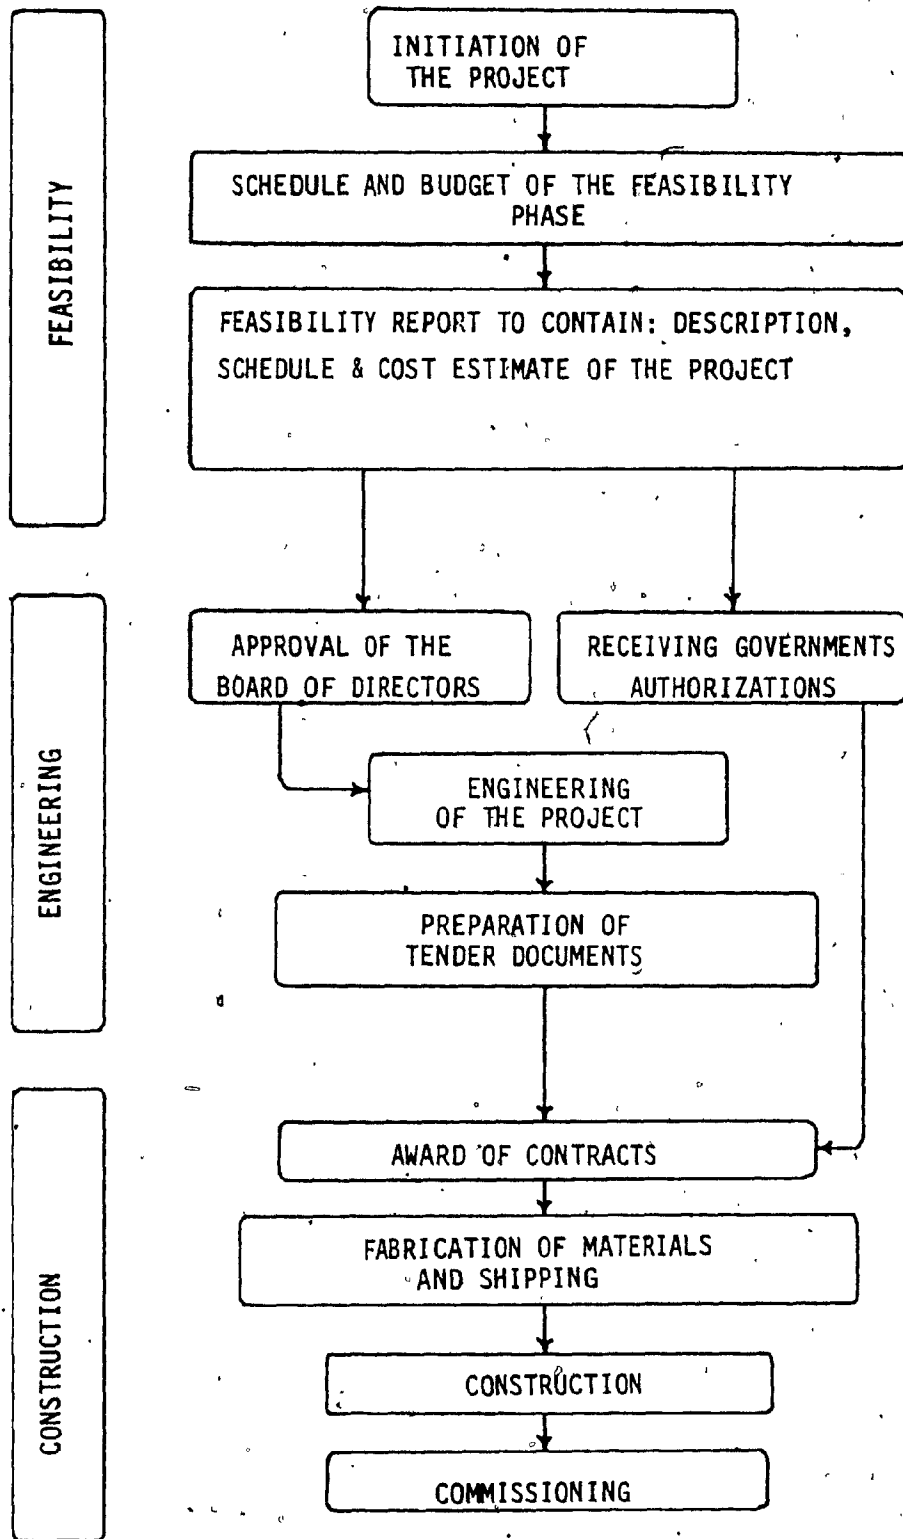 FEASIBILITY
INITIATION OF
THE PROJECT
SCHEDULE AND BUDGET OF THE FEASIBILITY
PHASE
FEASIBILITY REPORT TO CONTAIN: DESCRIPTION,
SCHEDULE & COST ESTIMATE OF THE PROJECT
ENGINEERING
APPROVAL OF THE
BOARD OF DIRECTORS
RECEIVING GOVERNMENTS
AUTHORIZATIONS
ENGINEERING
OF THE PROJECT
PREPARATION OF
TENDER DOCUMENTS
CONSTRUCTION
AWARD OF CONTRACTS
FABRICATION OF MATERIALS
AND SHIPPING
CONSTRUCTION
COMMISSIONING